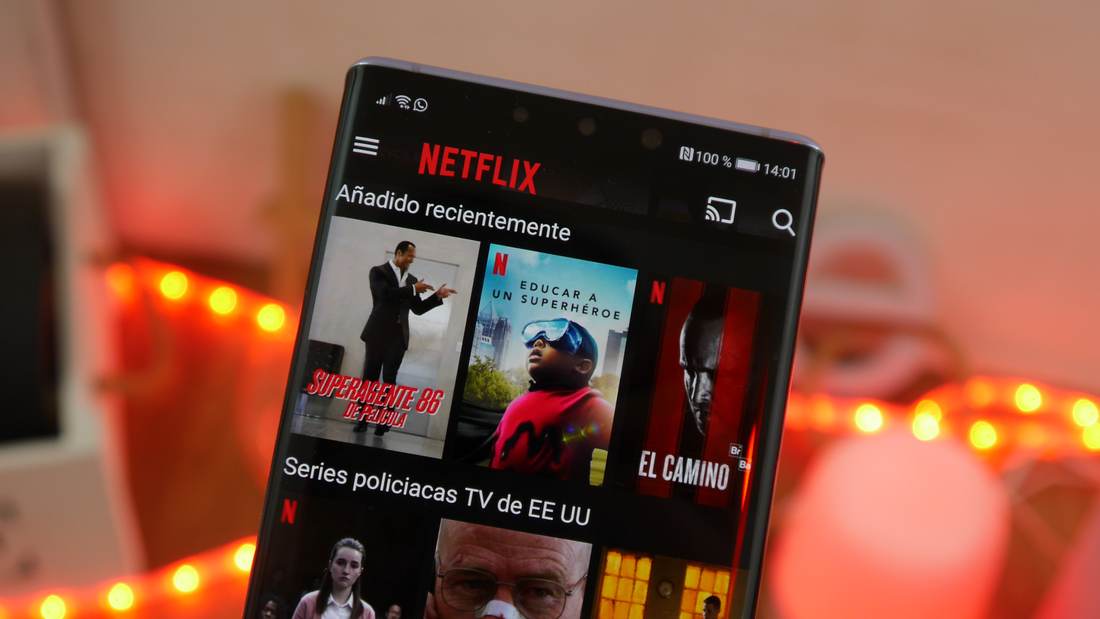 100 % 14:01
NETFLIX
Añadido recientemente
SUPERAGENTE 86
DE PELÍCULA
N
EDUCAR A
UN SUPERHÉROE
N
EL CAMINO
Br
Ba
Series policiacas TV de EE UU
N